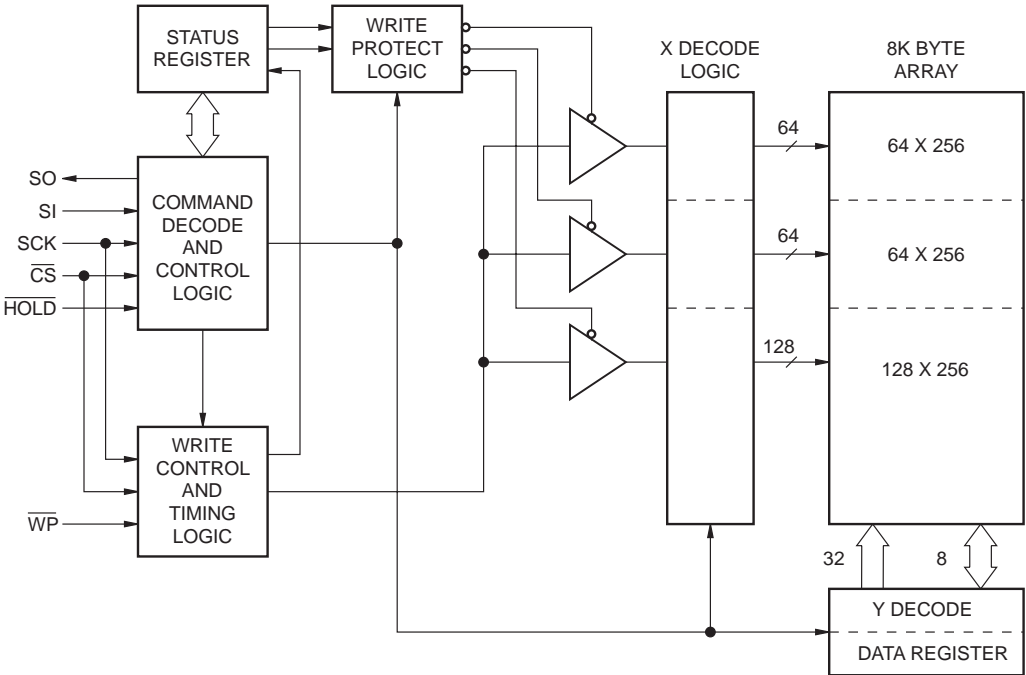 STATUS
REGISTER
WRITE
PROTECT
LOGIC
X DECODE
LOGIC
8K BYTE
ARRAY
64
64 X 256
SO
SI
SCK
CS
HOLD
COMMAND
DECODE
AND
CONTROL
LOGIC
64
64 X 256
128
128 X 256
WRITE
CONTROL
AND
TIMING
LOGIC
WP
32
8
Y DECODE
DATA REGISTER